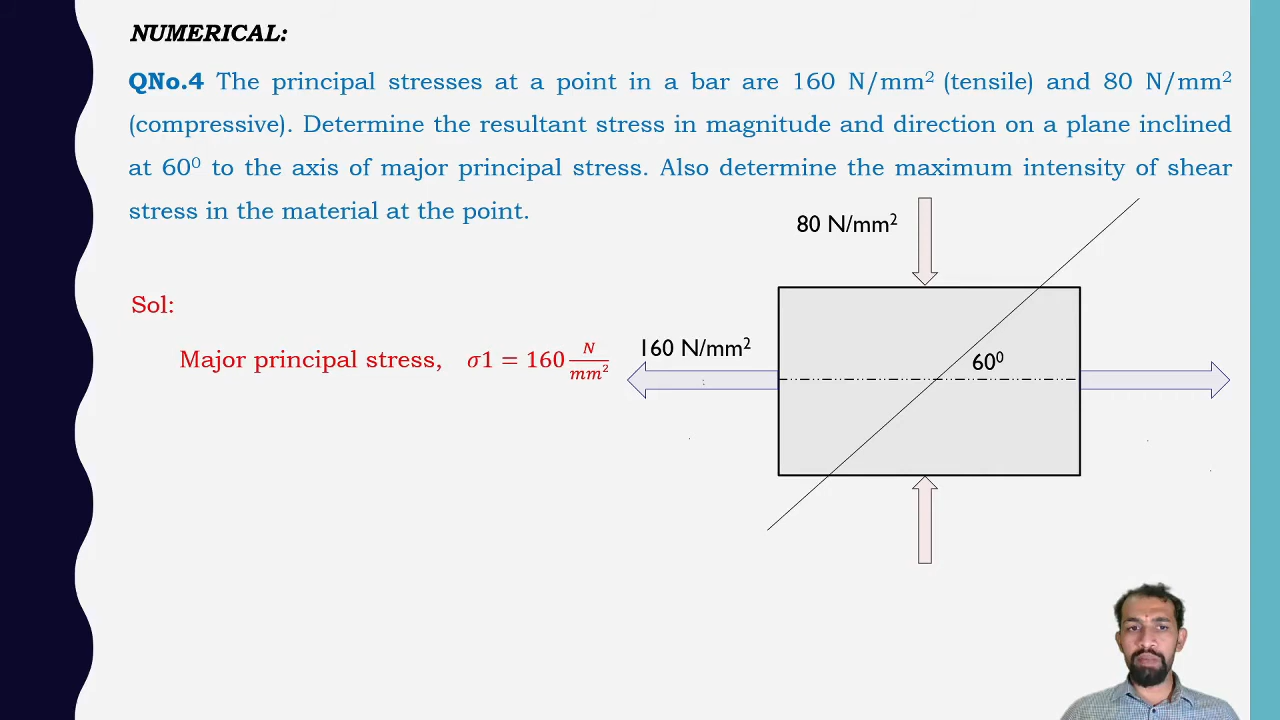 NUMERICAL:
QNo.4 The principal stresses at a point in a bar are 160 N/mm² (tensile) and 80 N/mm²
(compressive). Determine the resultant stress in magnitude and direction on a plane inclined
at 60⁰ to the axis of major principal stress. Also determine the maximum intensity of shear
stress in the material at the point.
80 N/mm²
Sol:
Major principal stress, σ1 = 160 N/mm²
160 N/mm²
60⁰